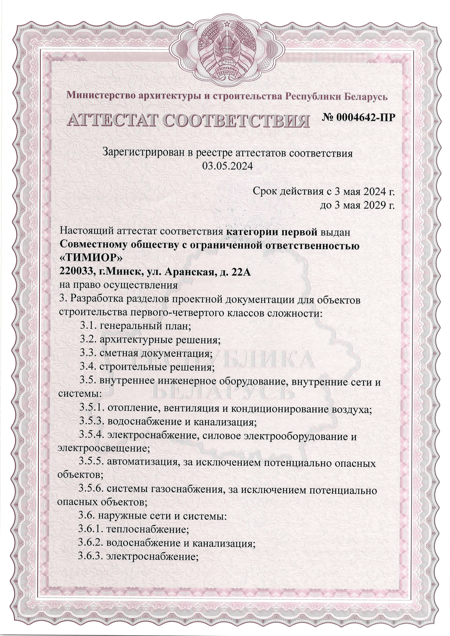 Министерство архитектуры и строительства Республики Беларусь
АТТЕСТАТ СООТВЕТСТВИЯ № 0004642-ПР
Зарегистрирован в реестре аттестатов соответствия
03.05.2024
Срок действия с 3 мая 2024 г.
до 3 мая 2029 г.
Настоящий аттестат соответствия категории первой выдан
Совместному обществу с ограниченной ответственностью
«ТИМИОР»
220033, г.Минск, ул. Аранская, д. 22А
на право осуществления
3. Разработка разделов проектной документации для объектов
строительства первого-четвертого классов сложности:
3.1. генеральный план;
3.2. архитектурные решения;
3.3. сметная документация;
3.4. строительные решения;
3.5. внутреннее инженерное оборудование, внутренние сети и
системы:
3.5.1. отопление, вентиляция и кондиционирование воздуха;
3.5.3. водоснабжение и канализация;
3.5.4. электроснабжение, силовое электрооборудование и
электроосвещение;
3.5.5. автоматизация, за исключением потенциально опасных
объектов;
3.5.6. системы газоснабжения, за исключением потенциально
опасных объектов;
3.6. наружные сети и системы:
3.6.1. теплоснабжение;
3.6.2. водоснабжение и канализация;
3.6.3. электроснабжение;
РЕСПУБЛИКА
БЕЛАРУСЬ